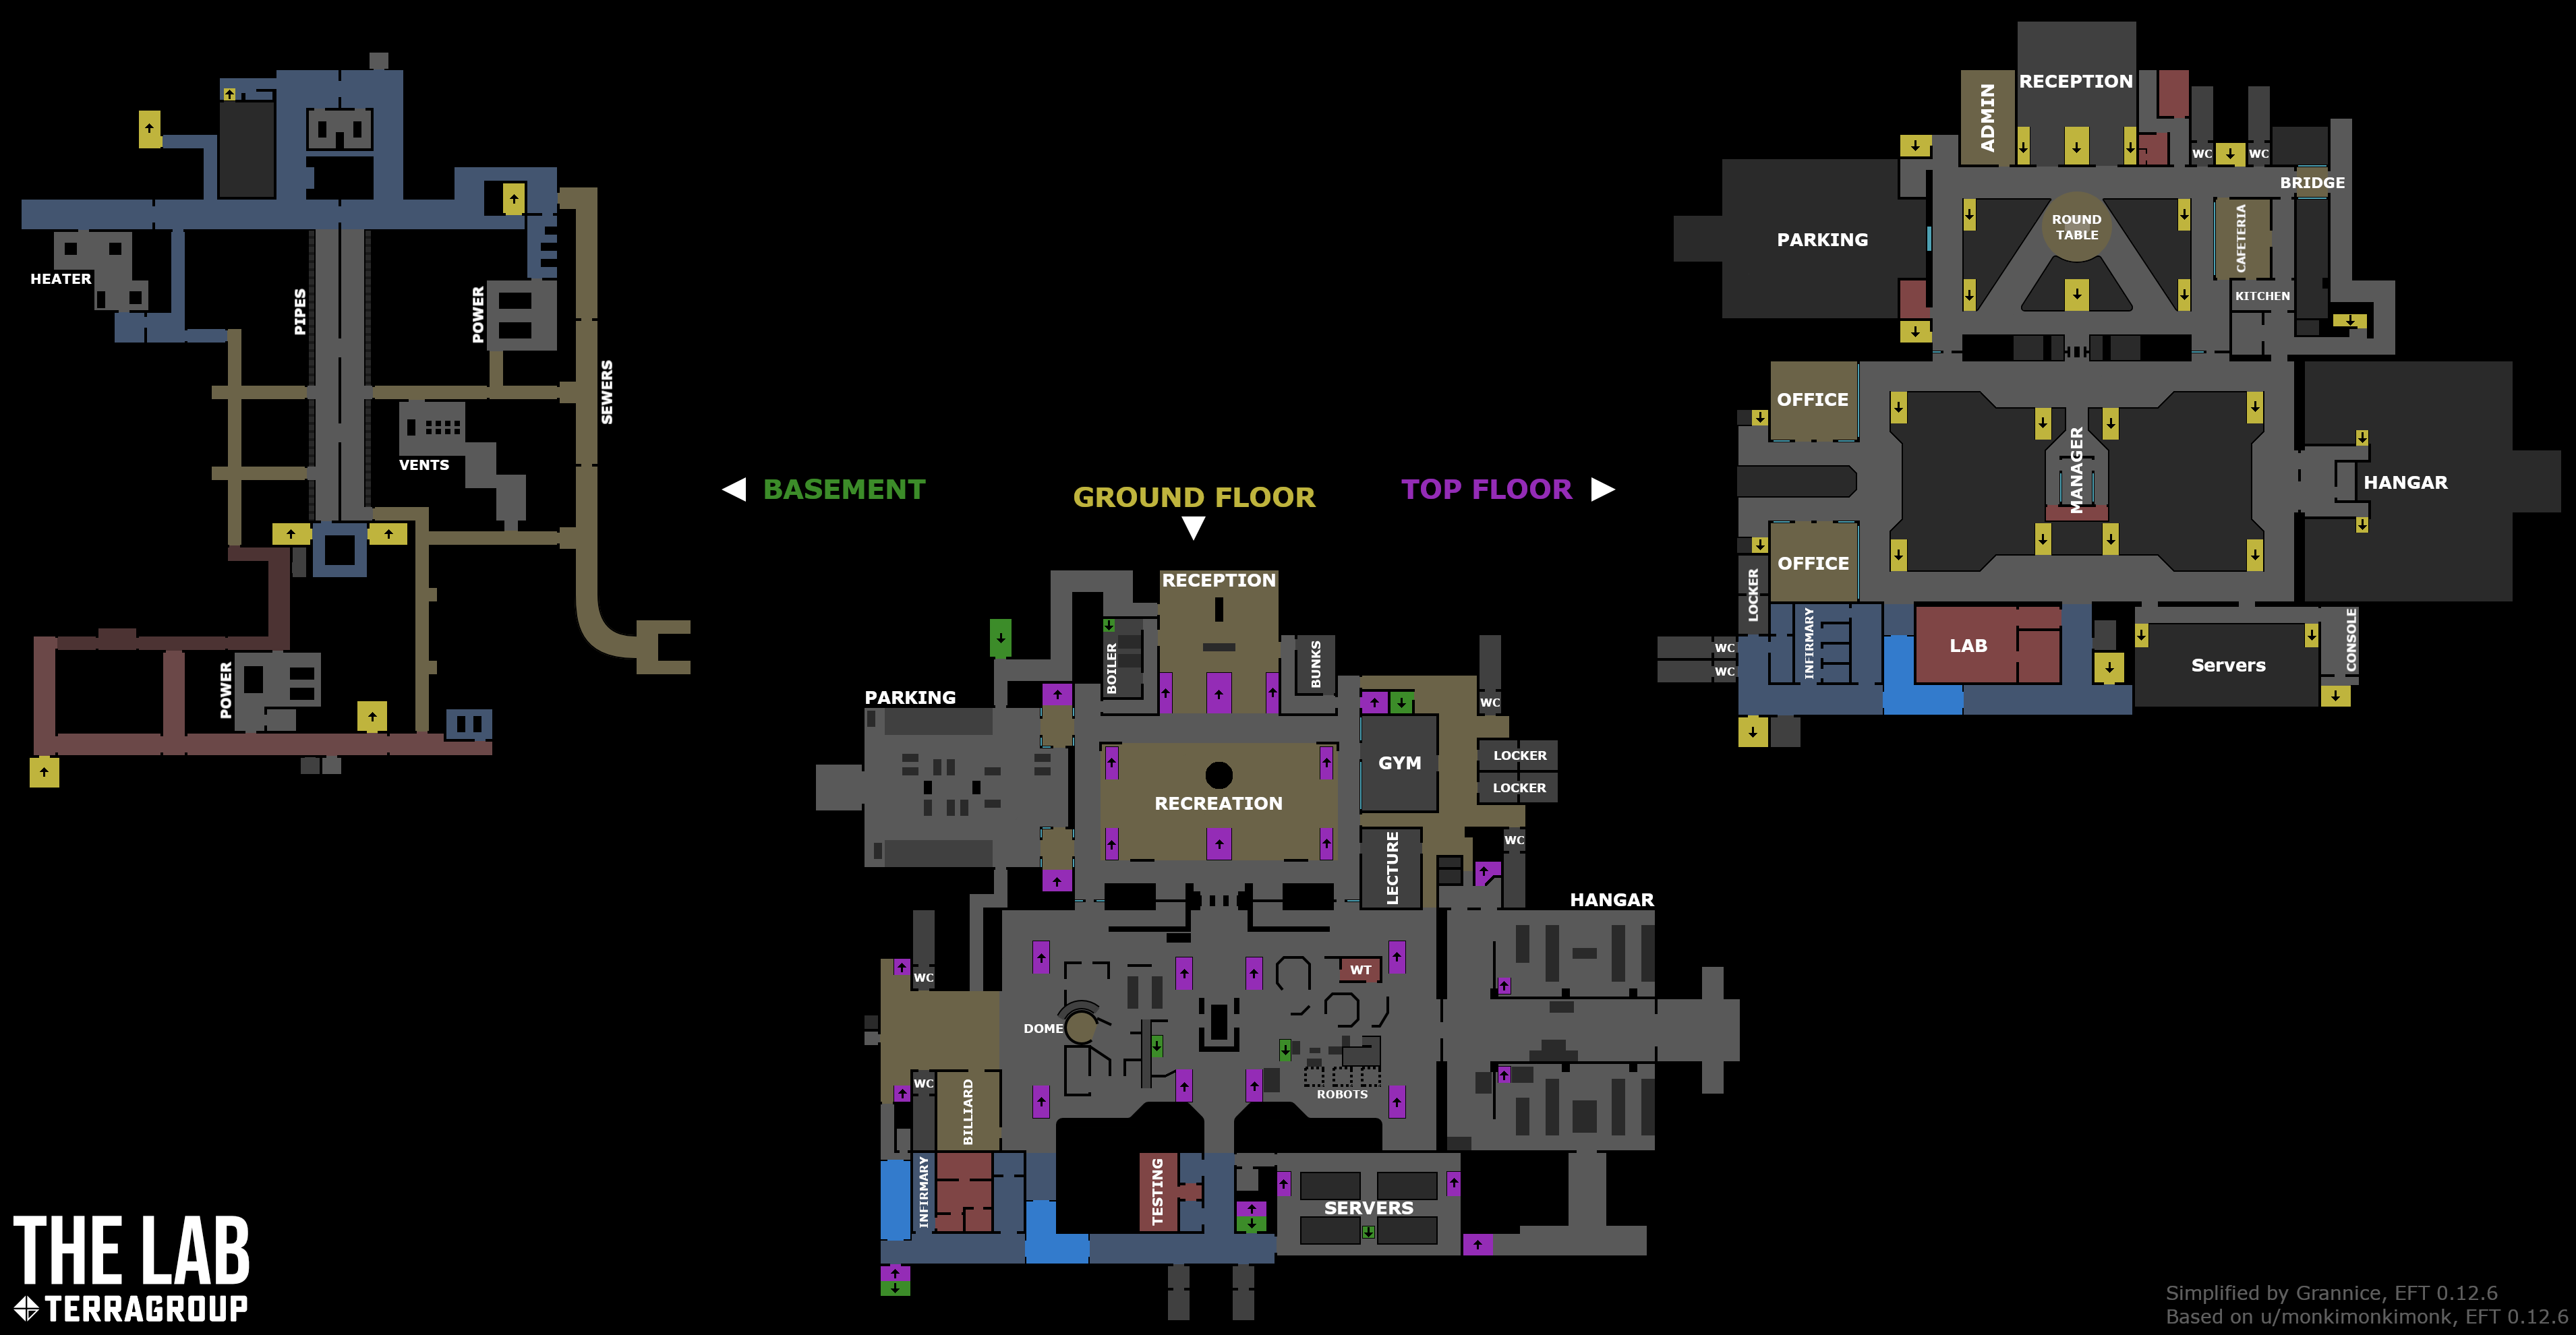 HEATER
PIPES
POWER
SEWERS
VENTS
POWER
BASEMENT
GROUND FLOOR
TOP FLOOR
RECEPTION
ADMIN
WC
WC
BRIDGE
PARKING
ROUND
TABLE
CAFETERIA
KITCHEN
OFFICE
MANAGER
HANGAR
OFFICE
LOCKER
INFIRMARY
LAB
WC
WC
Servers
CONSOLE
RECEPTION
BOILER
BUNKS
PARKING
WC
GYM
LOCKER
LOCKER
RECREATION
LECTURE
WC
HANGAR
WC
WT
DOME
WC
BILLIARD
ROBOTS
INFIRMARY
TESTING
SERVERS
THE LAB
TERRAGROUP
Simplified by Grannice, EFT 0.12.6
Based on u/monkimonkimonk, EFT 0.12.6